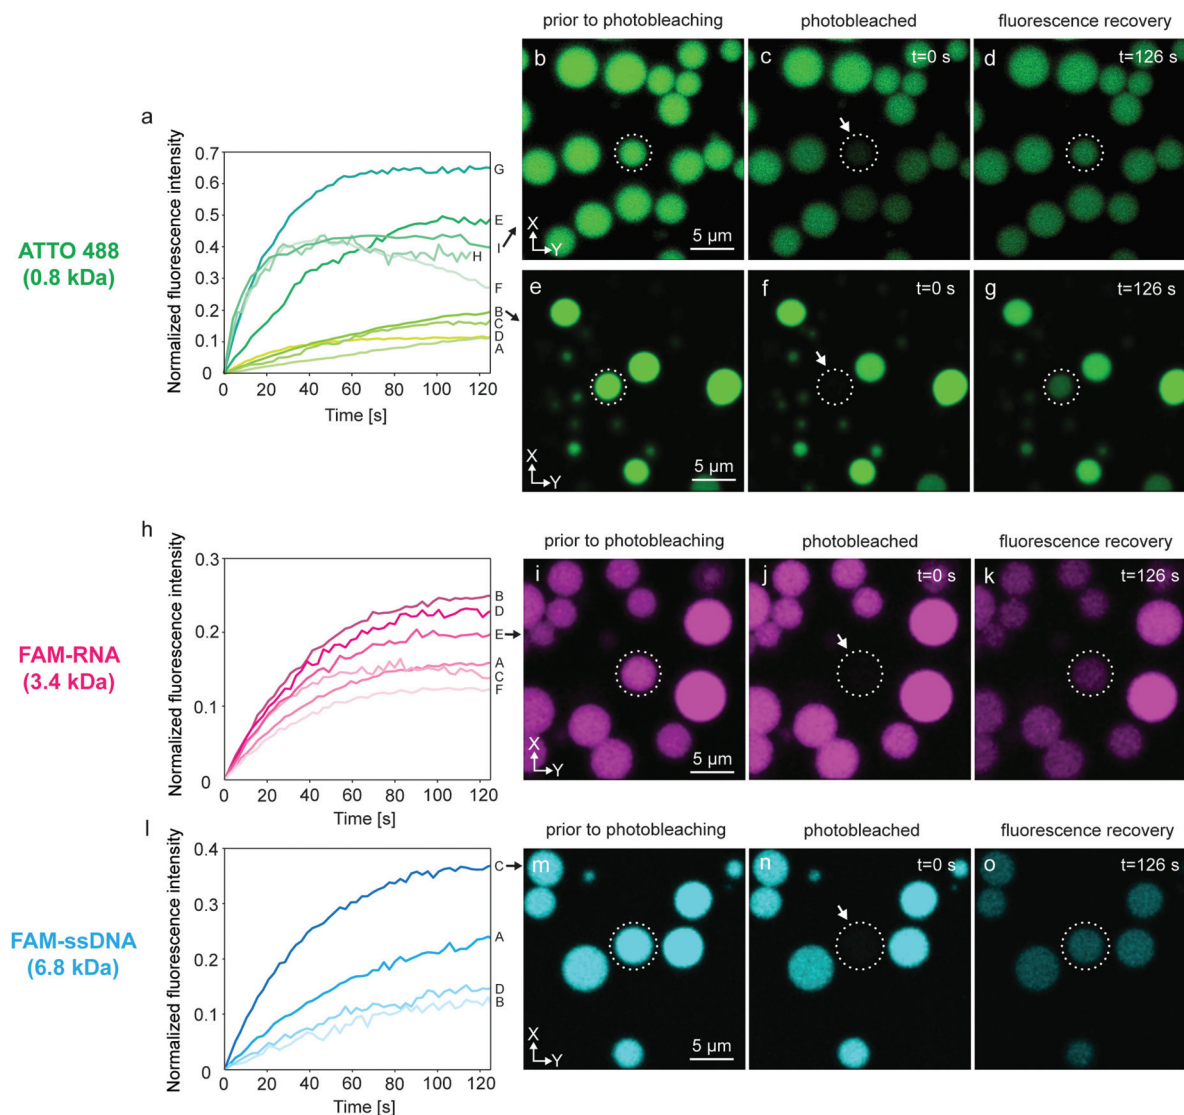 prior to photobleaching
photobleached
fluorescence recovery
b
c
t=0 s
d
t=126 s
X
Y
5 µm
a
Normalized fluorescence intensity
0.7
0.6
0.5
0.4
0.3
0.2
0.1
0
0 20 40 60 80 100 120
Time [s]
G
E
I
H
F
B
C
D
A
ATTO 488
(0.8 kDa)
e
f
t=0 s
g
t=126 s
X
Y
5 µm
h
Normalized fluorescence intensity
0.3
0.2
0.1
0
0 20 40 60 80 100 120
Time [s]
B
D
E
A
C
F
FAM-RNA
(3.4 kDa)
prior to photobleaching
photobleached
fluorescence recovery
i
j
t=0 s
k
t=126 s
X
Y
5 µm
l
Normalized fluorescence intensity
0.4
0.3
0.2
0.1
0
0 20 40 60 80 100 120
Time [s]
C
A
D
B
FAM-ssDNA
(6.8 kDa)
prior to photobleaching
photobleached
fluorescence recovery
m
n
t=0 s
o
t=126 s
X
Y
5 µm